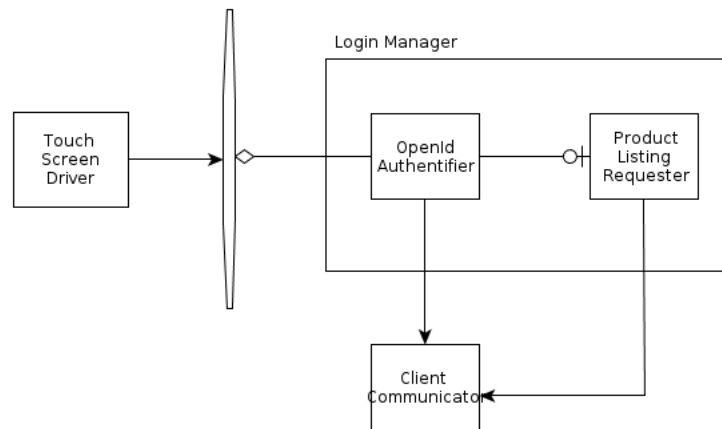 Login Manager
Touch
Screen
Driver
OpenId
Authentifier
Product
Listing
Requester
Client
Communicator